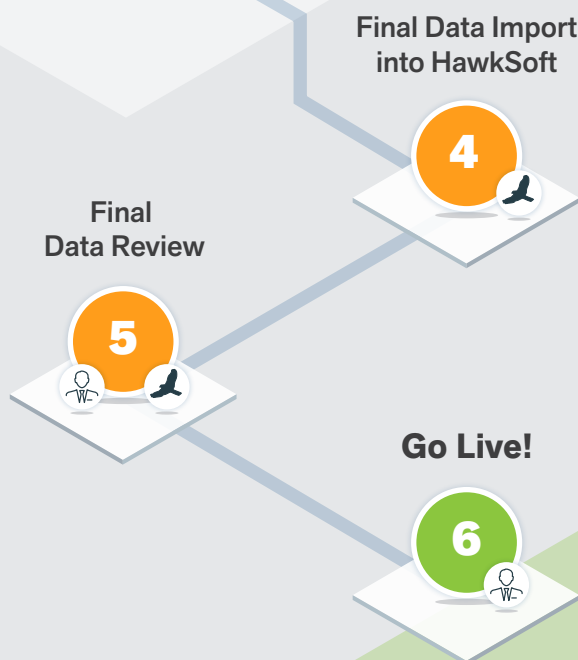 Final Data Import
into HawkSoft
4
Final
Data Review
5
Go Live!
6